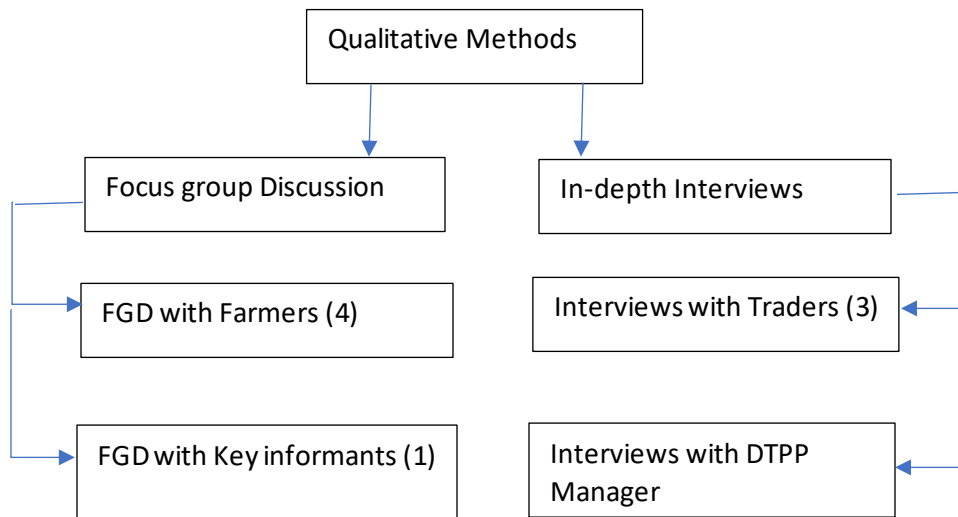 Qualitative Methods
Focus group Discussion
In-depth Interviews
FGD with Farmers (4)
Interviews with Traders (3)
FGD with Key informants (1)
Interviews with DTPP
Manager